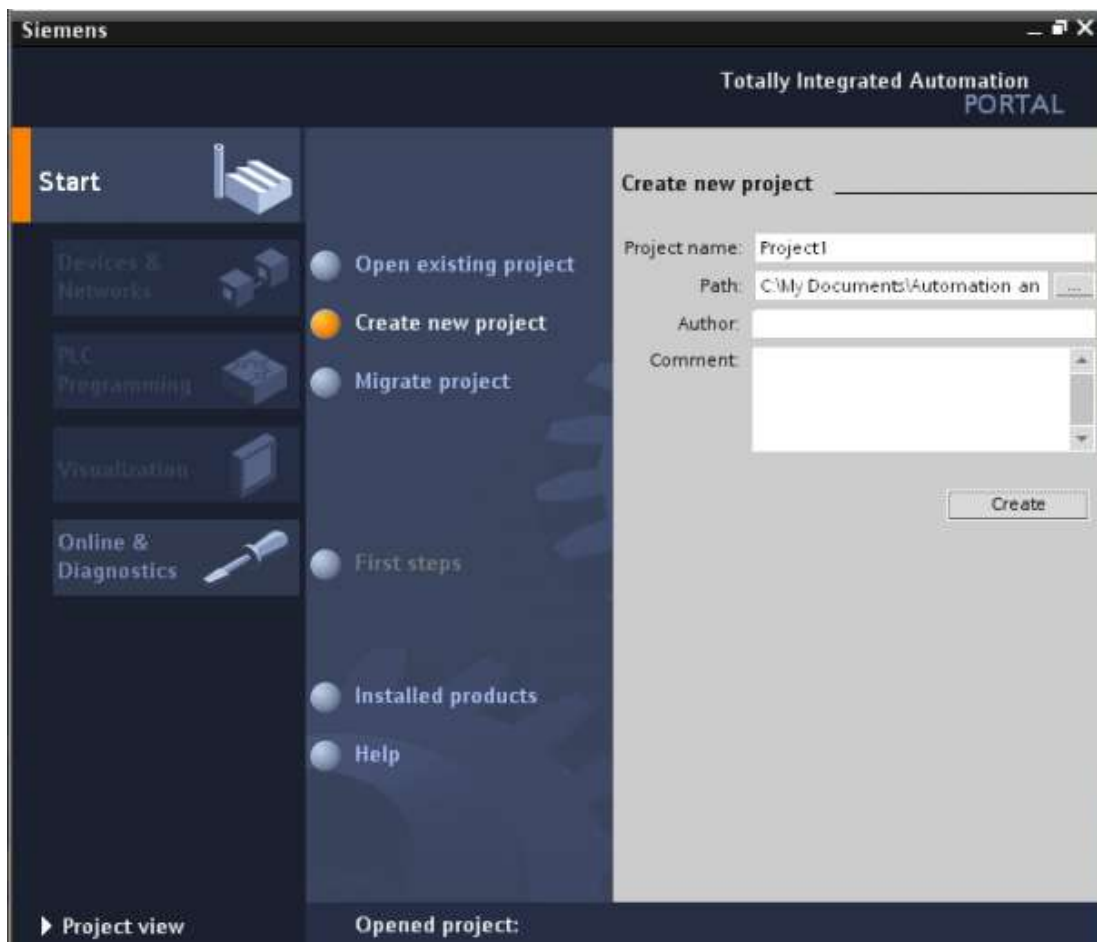 Siemens
Totally Integrated Automation
PORTAL
Start
Devices &
Networks
PLC
Programming
Visualization
Online &
Diagnostics
Open existing project
Create new project
Migrate project
First steps
Installed products
Help
Create new project
Project name: Project1
Path: C:\My Documents\Automation an ...
Author:
Comment:
Create
Project view
Opened project: